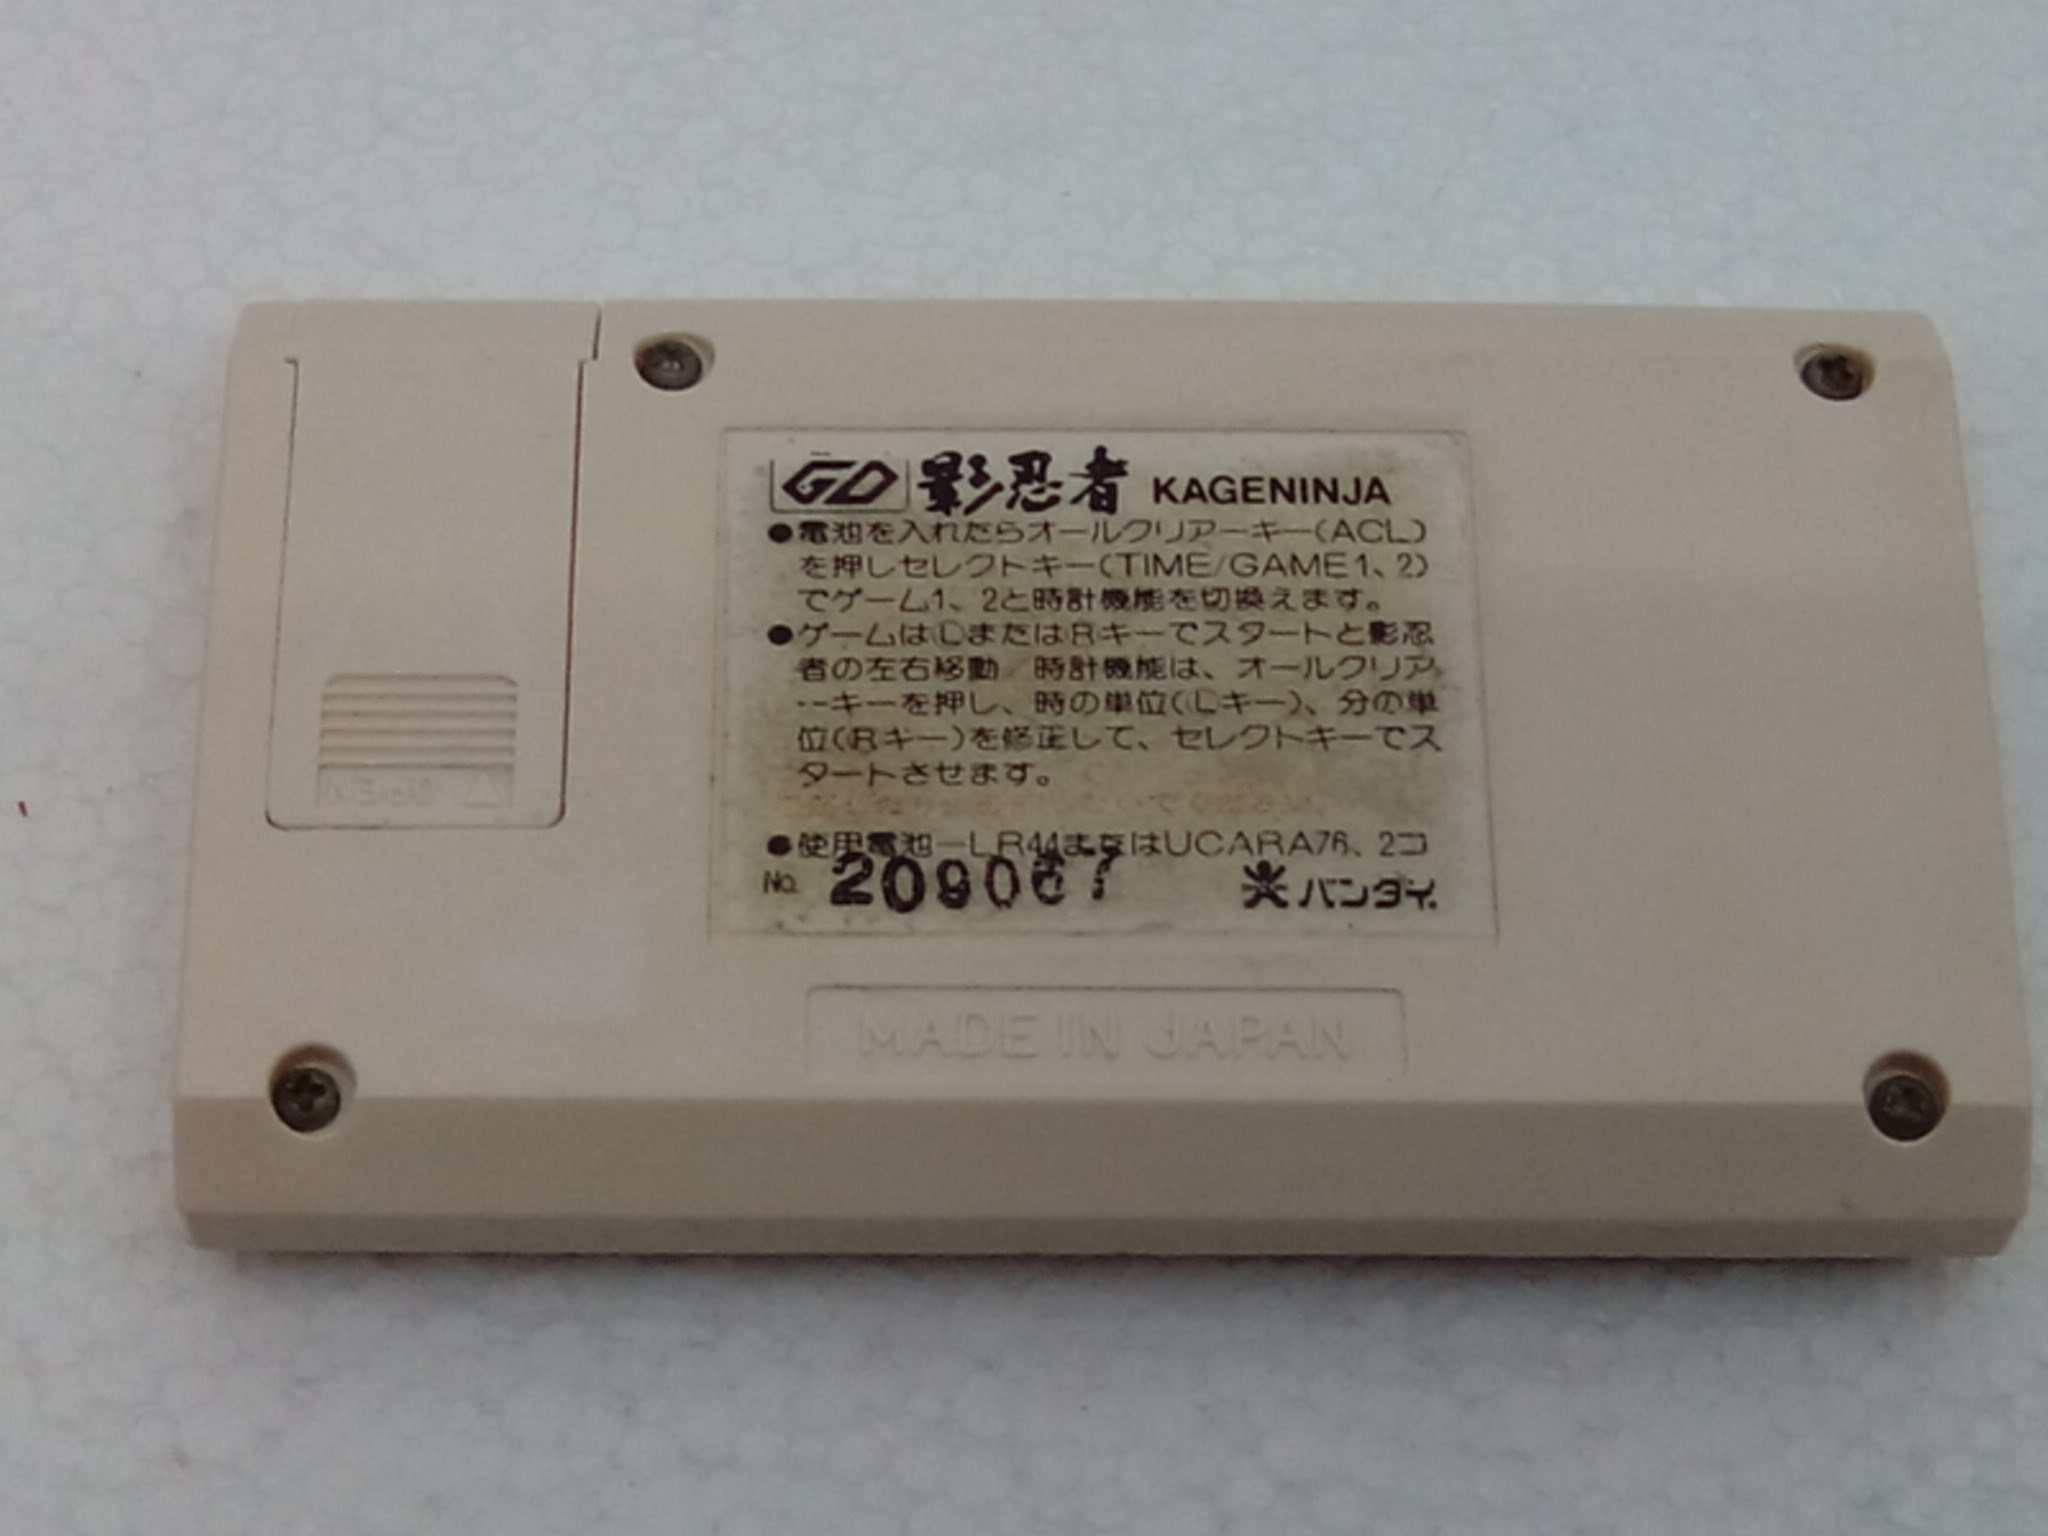 GD 影忍者 KAGENINJA
●電池を入れたらオールクリアーキー(ACL)
を押しセレクトキー(TIME/GAME1、2)
でゲーム1、2と時計機能を切換えます。
●ゲームはⓁまたはⓇキーでスタートと影忍
者の左右移動/時計機能は、オールクリア
ーキーを押し、時の単位(Ⓛキー)、分の単
位(Ⓡキー)を修正して、セレクトキーでス
タートさせます。
いてください
●使用電池—LR44またはUCARA76、2コ
No. 209067 バンダイ
MADE IN JAPAN
OPEN